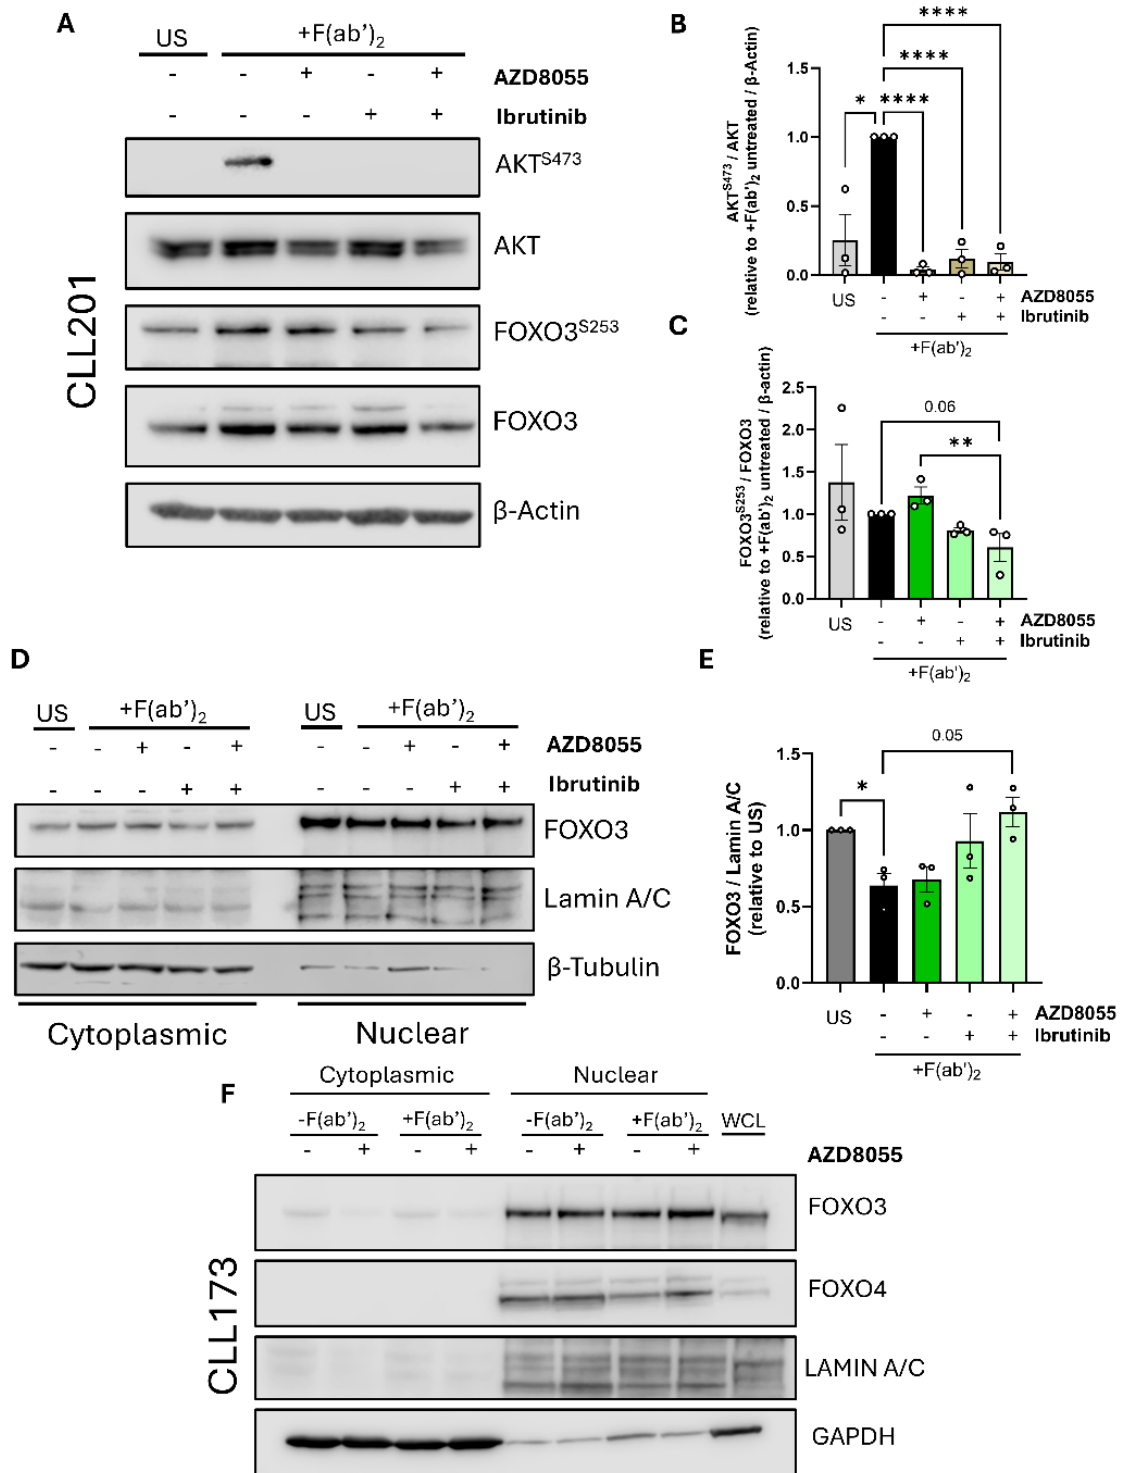 A
US
+F(ab’)₂
- - + - + AZD8055
- - - + + Ibrutinib
AKTS473
AKT
FOXO3S253
FOXO3
β-Actin
CLL201
B
AKTS473 / AKT
(relative to +F(ab')₂ untreated / β-Actin)
1.5
1.0
0.5
0.0
* **** **** ****
US - + - + AZD8055
- - + + Ibrutinib
+F(ab')₂
C
FOXO3S253 / FOXO3
(relative to +F(ab')₂ untreated / β-actin)
2.5
2.0
1.5
1.0
0.5
0.0
0.06
**
US - + - + AZD8055
- - + + Ibrutinib
+F(ab')₂
D
US +F(ab’)₂ US +F(ab’)₂
- - + - + - - + - + AZD8055
- - - + + - - - + + Ibrutinib
FOXO3
Lamin A/C
β-Tubulin
Cytoplasmic Nuclear
E
FOXO3 / Lamin A/C
(relative to US)
1.5
1.0
0.5
0.0
*
0.05
US - + - + AZD8055
- - + + Ibrutinib
+F(ab')₂
F
Cytoplasmic Nuclear
-F(ab’)₂ +F(ab’)₂ -F(ab’)₂ +F(ab’)₂ WCL
- + - + - + - + AZD8055
FOXO3
FOXO4
LAMIN A/C
GAPDH
CLL173